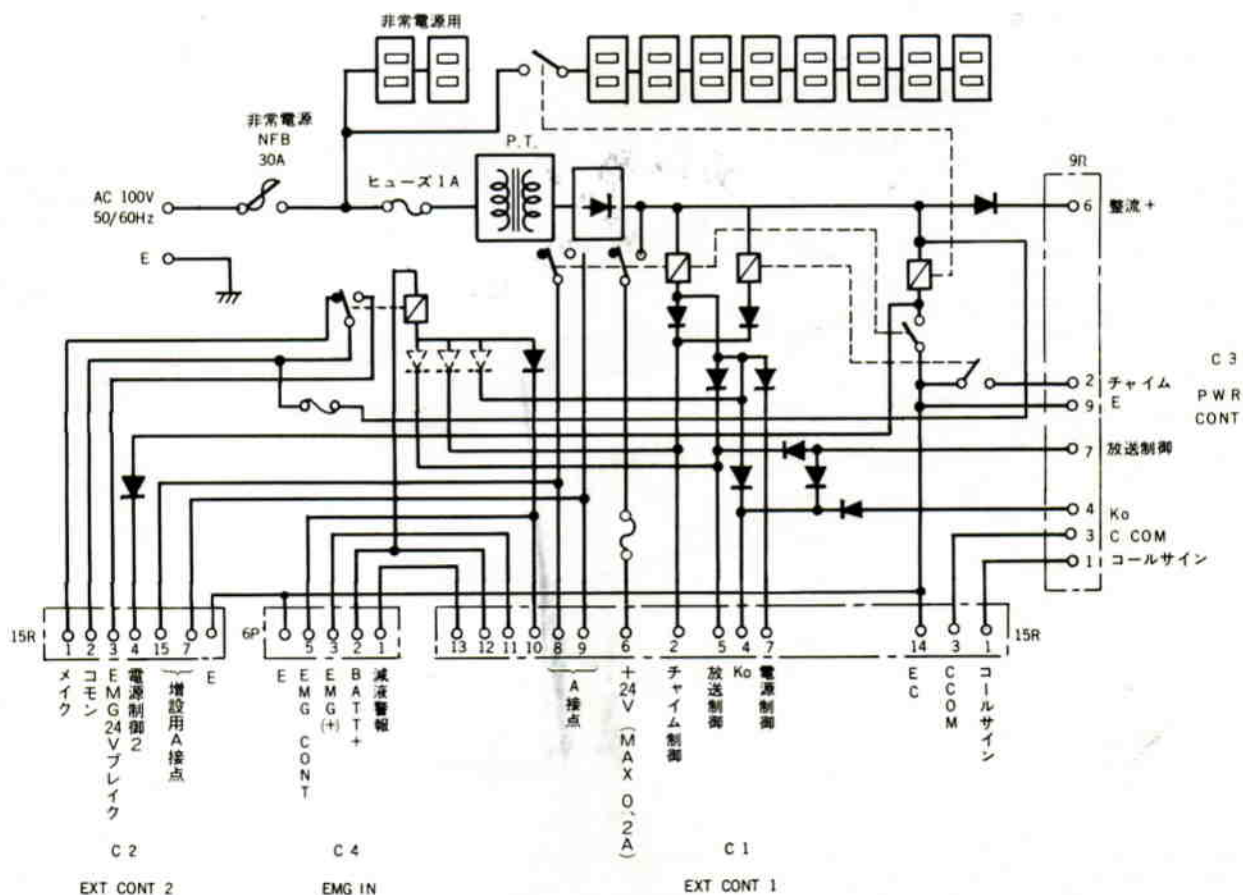 非常電源用
非常電源
NFB
30A
P.T.
ヒューズ1A
AC 100V
50/60Hz
E
9R
6 整流+
2 チャイム
9 E
7 放送制御
4 Ko
3 C COM
1 コールサイン
C 3
PWR
CONT
15R
1 2 3 4 15 7
メイク
コモン
EMG24Vブレイク
電源制御2
増設用A接点
E
C 2
EXT CONT 2
6P
5 3 2 1
E
EMG CONT
EMG(+)
BATT+
減液警報
C 4
EMG IN
13 12 11 10 8 9 6 2 5 4 7 14 3 1
15R
A接点
+24V (MAX 0、2A)
チャイム制御
放送制御
Ko
電源制御
EC
CCOM
コールサイン
C 1
EXT CONT 1